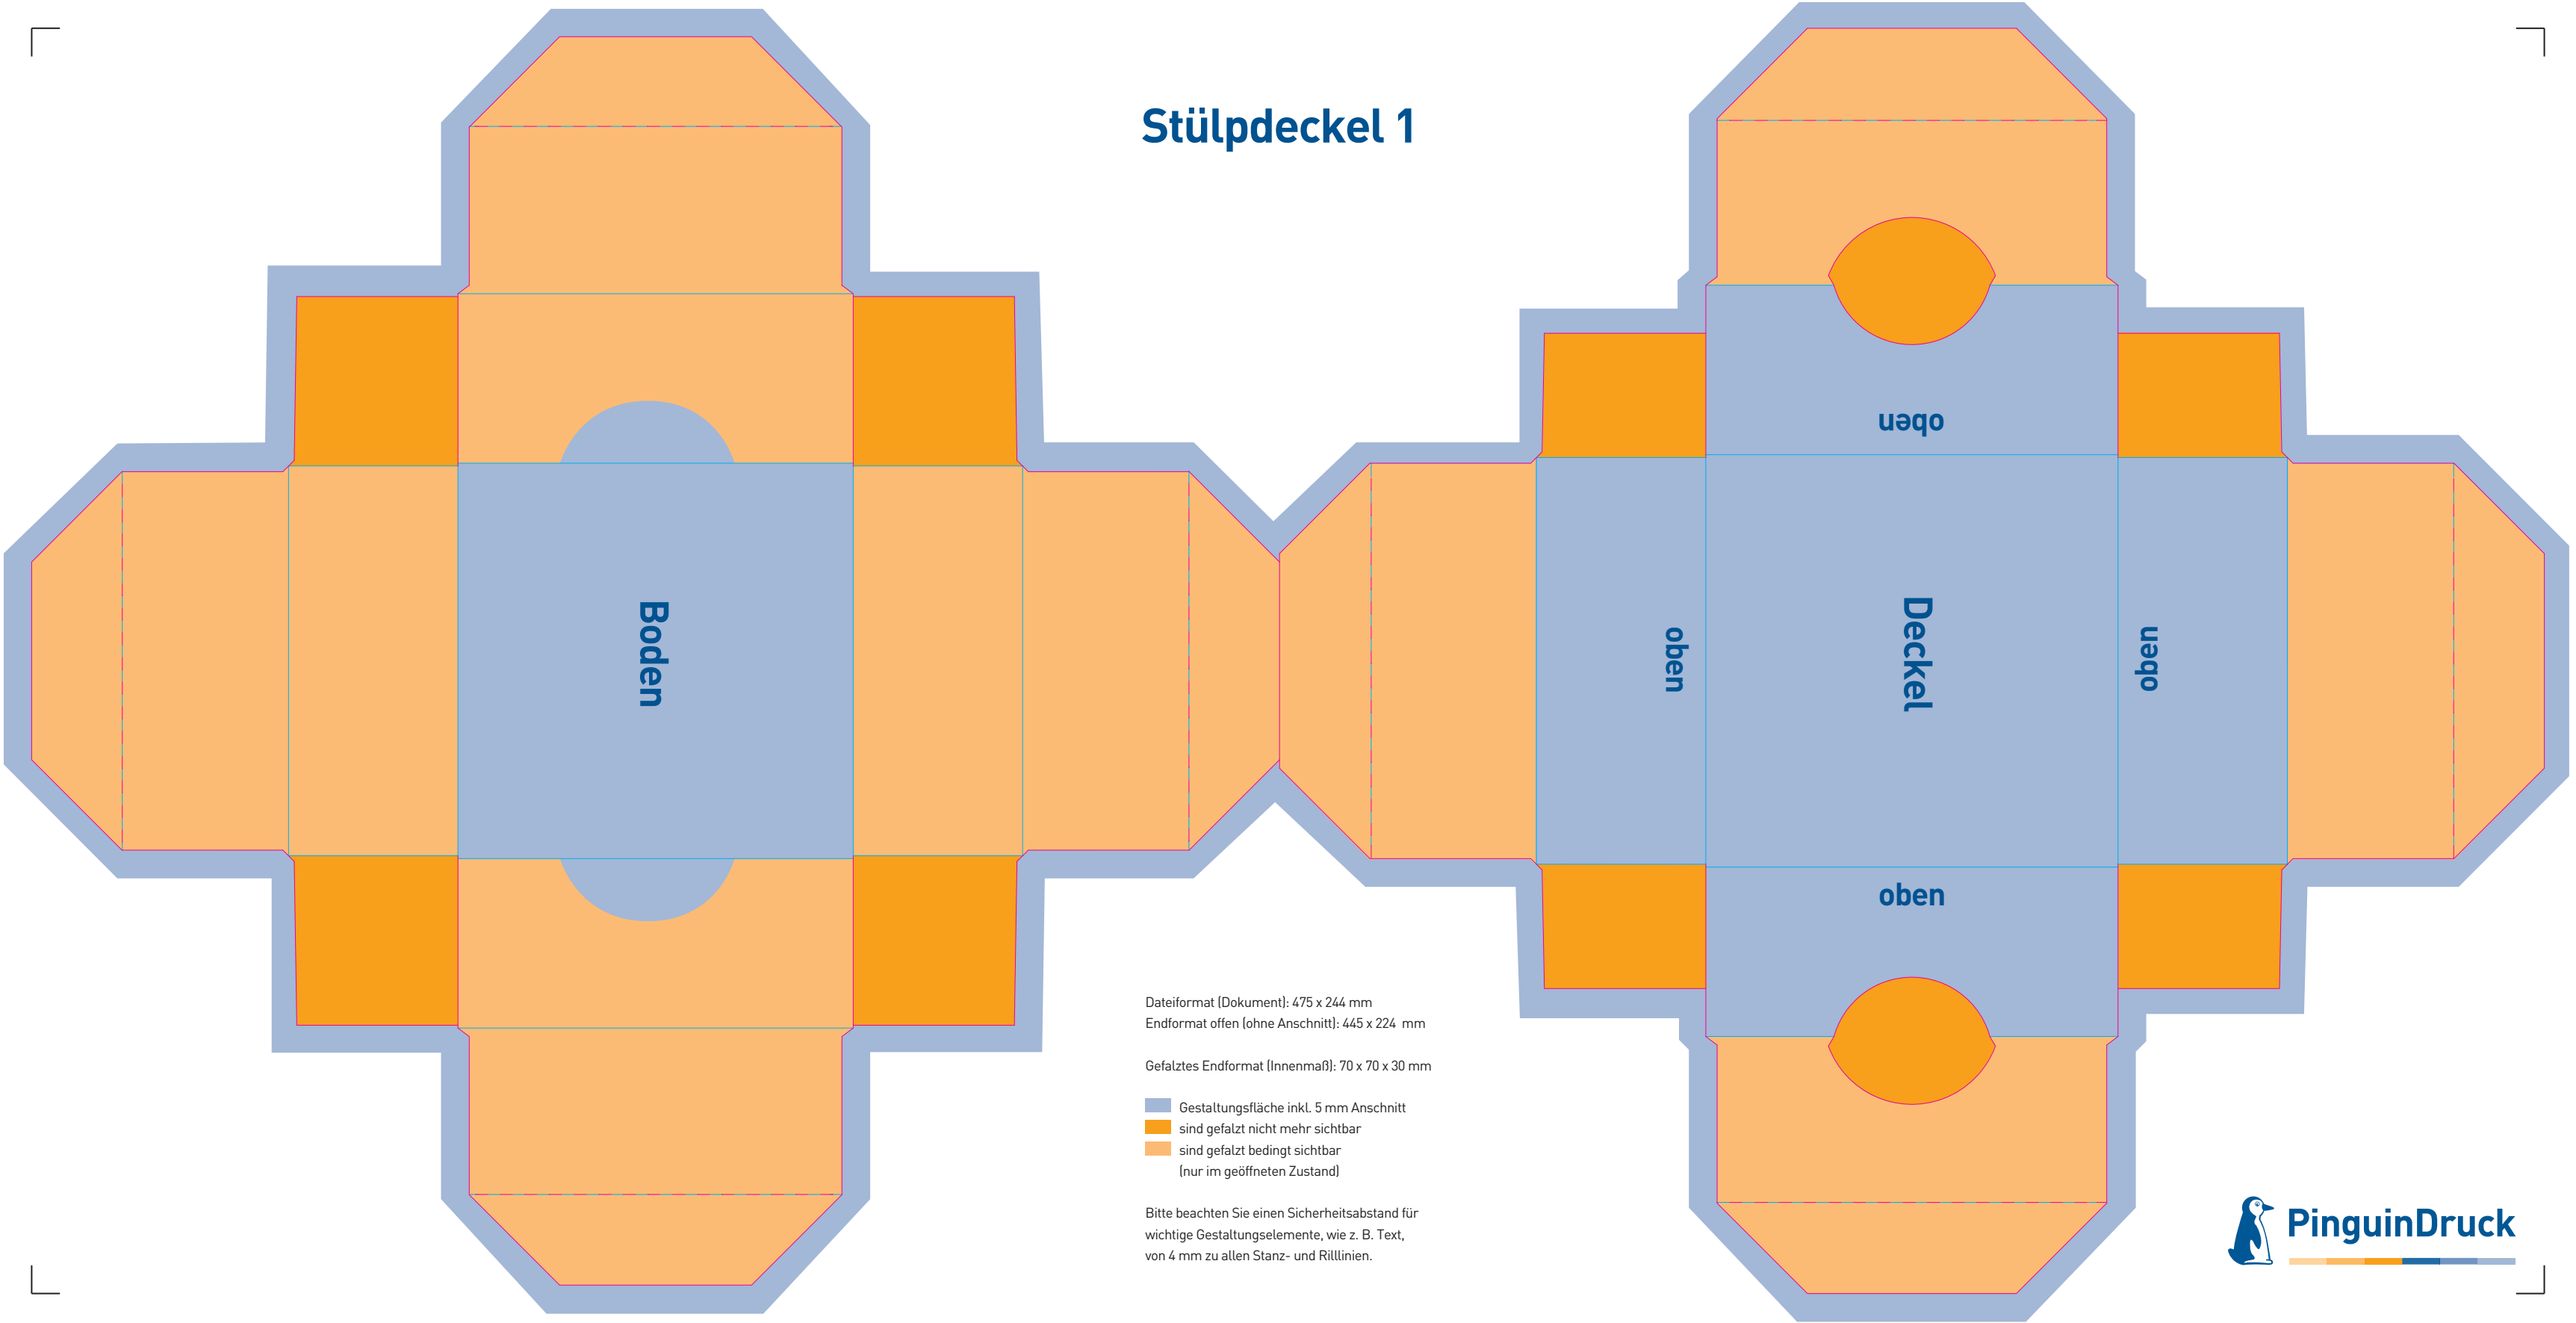 Stülpdeckel 1
oben
Boden
oben
Deckel
oben
oben
Dateiformat (Dokument): 475 x 244 mm
Endformat offen (ohne Anschnitt): 445 x 224 mm
Gefalztes Endformat (Innenmaß): 70 x 70 x 30 mm
Gestaltungsfläche inkl. 5 mm Anschnitt
sind gefalzt nicht mehr sichtbar
sind gefalzt bedingt sichtbar
(nur im geöffneten Zustand)
Bitte beachten Sie einen Sicherheitsabstand für
wichtige Gestaltungselemente, wie z. B. Text,
von 4 mm zu allen Stanz- und Rilllinien.
PinguinDruck